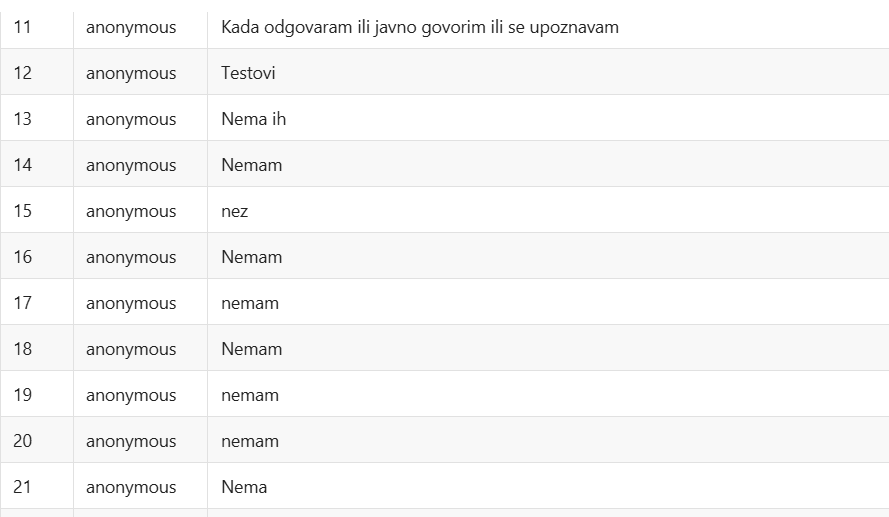 11 anonymous Kada odgovaram ili javno govorim ili se upoznavam
12 anonymous Testovi
13 anonymous Nema ih
14 anonymous Nemam
15 anonymous nez
16 anonymous Nemam
17 anonymous nemam
18 anonymous Nemam
19 anonymous nemam
20 anonymous nemam
21 anonymous Nema